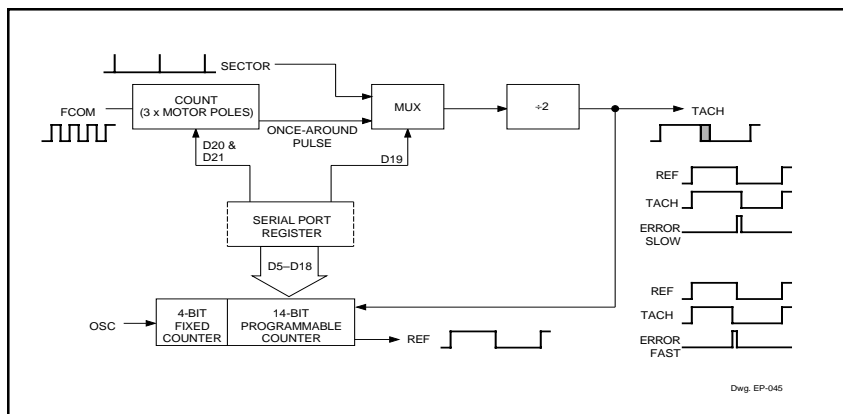 SECTOR
FCOM
COUNT
(3 x MOTOR POLES)
MUX
÷2
TACH
ONCE-AROUND
PULSE
D20 &
D21
D19
REF
TACH
ERROR
SLOW
SERIAL PORT
REGISTER
D5–D18
OSC
4-BIT
FIXED
COUNTER
14-BIT
PROGRAMMABLE
COUNTER
REF
REF
TACH
ERROR
FAST
Dwg. EP-045